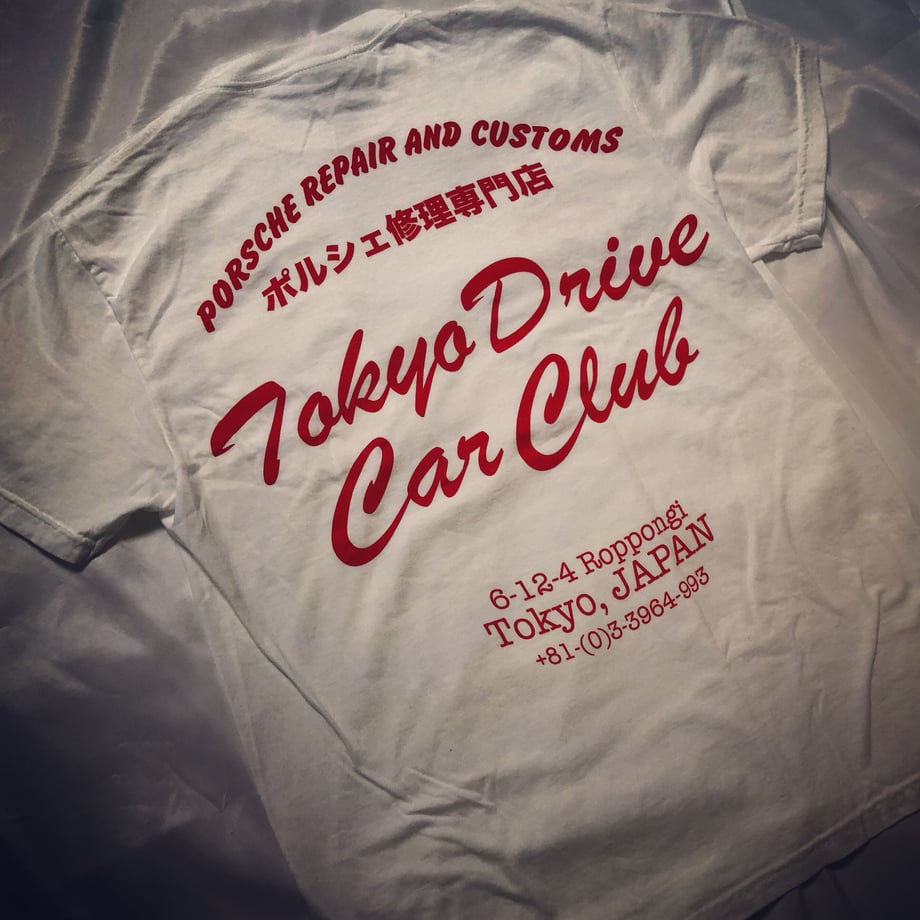 PORSCHE REPAIR AND CUSTOMS
ポルシェ修理専門店
Tokyo Drive
Car Club
6-12-4 Roppongi
Tokyo, JAPAN
+81-(0)3-3964-993